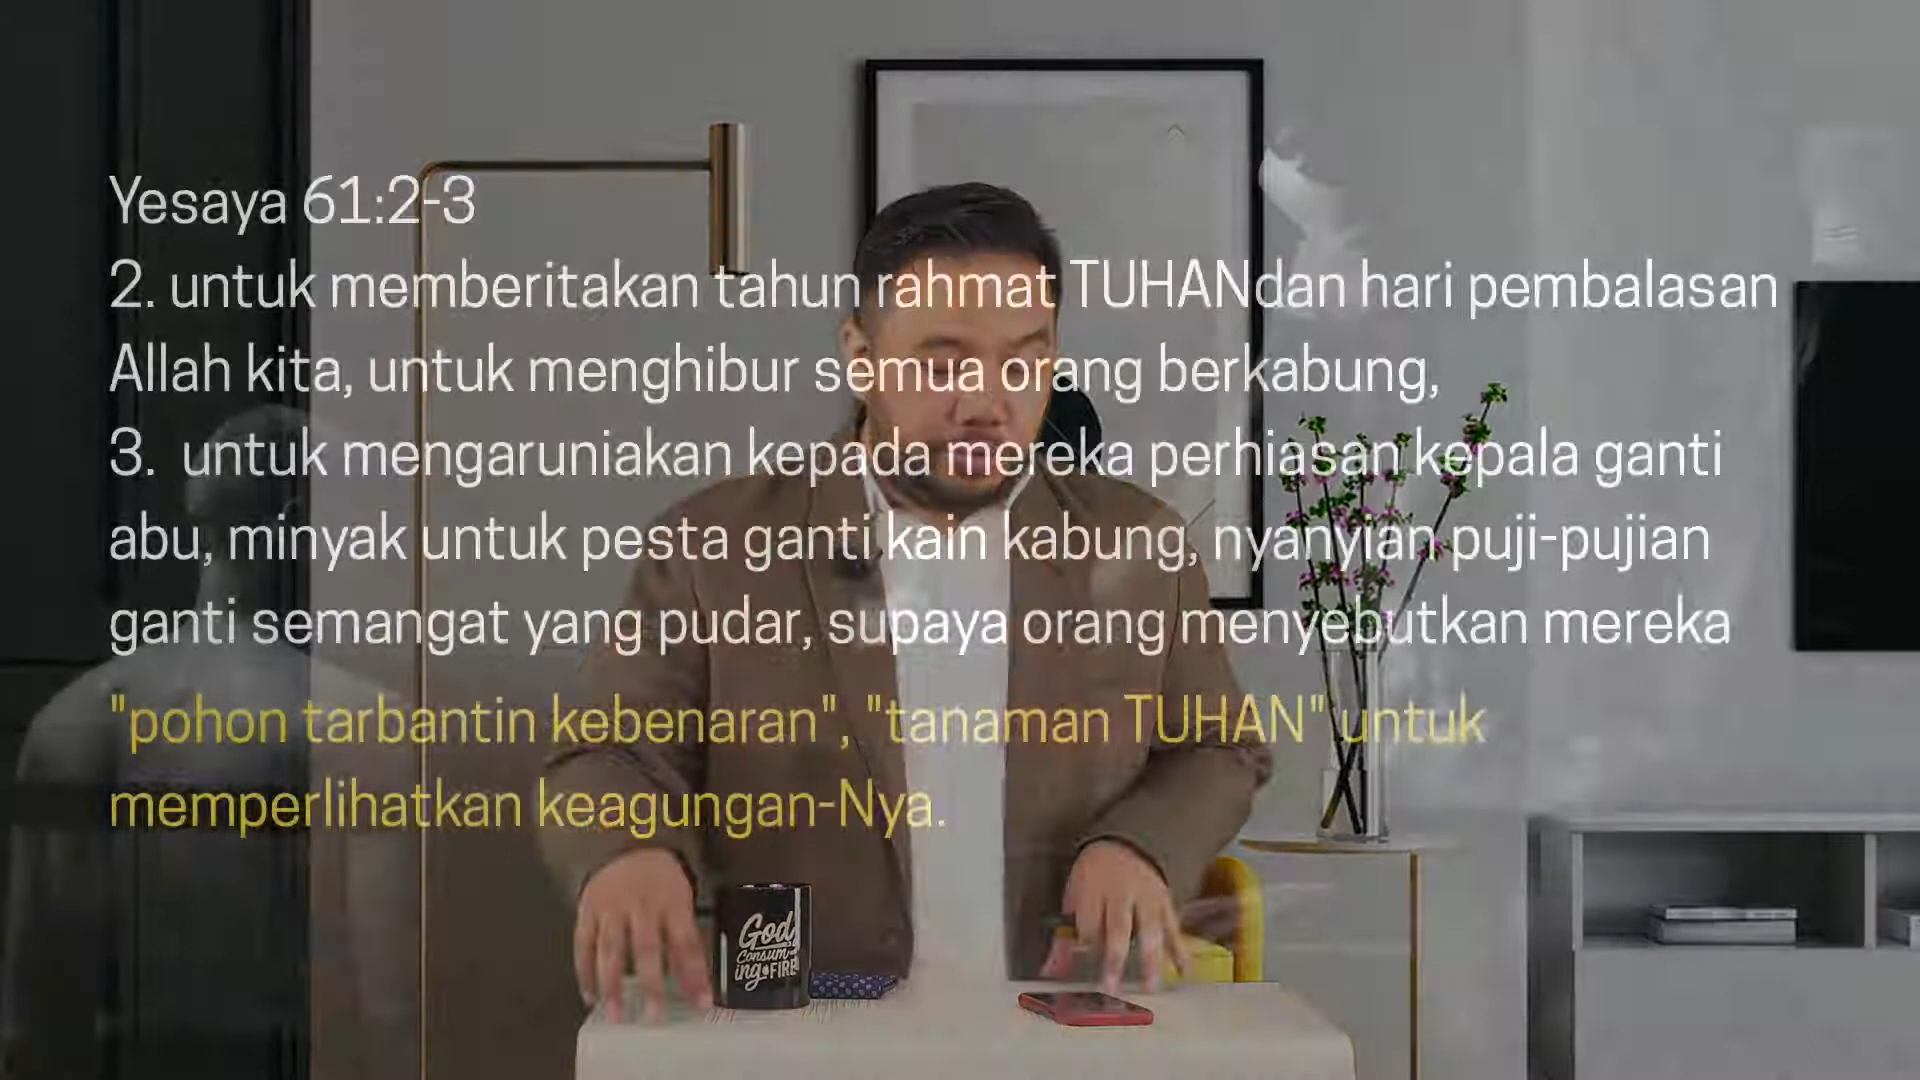 Yesaya 61:2-3
2. untuk memberitakan tahun rahmat TUHANdan hari pembalasan
Allah kita, untuk menghibur semua orang berkabung,
3. untuk mengaruniakan kepada mereka perhiasan kepala ganti
abu, minyak untuk pesta ganti kain kabung, nyanyian puji-pujian
ganti semangat yang pudar, supaya orang menyebutkan mereka
"pohon tarbantin kebenaran", "tanaman TUHAN" untuk
memperlihatkan keagungan-Nya.
God
Consum
ing FIRE